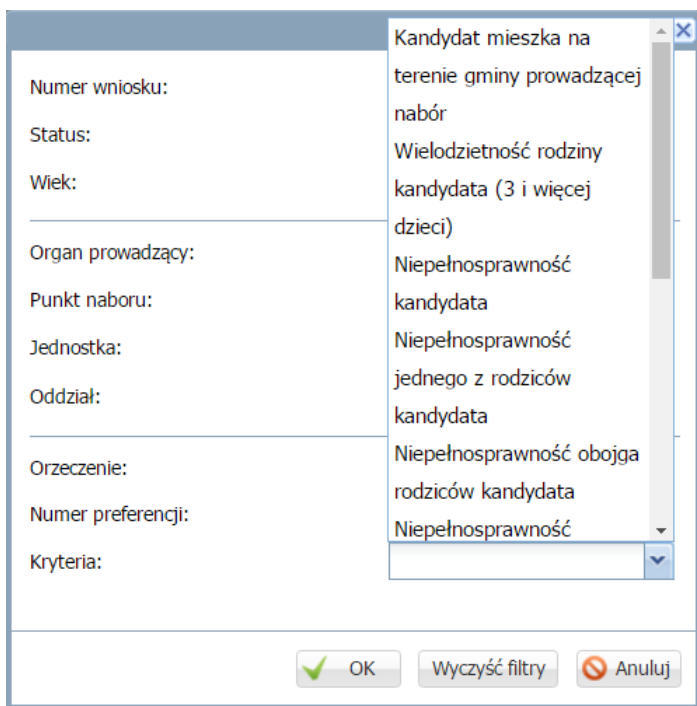 Kandydat mieszka na
terenie gminy prowadzącej
nabór
Wielodzietność rodziny
kandydata (3 i więcej
dzieci)
Niepełnosprawność
kandydata
Niepełnosprawność
jednego z rodziców
kandydata
Niepełnosprawność obojga
rodziców kandydata
Niepełnosprawność
Numer wniosku:
Status:
Wiek:
Organ prowadzący:
Punkt naboru:
Jednostka:
Oddział:
Orzeczenie:
Numer preferencji:
Kryteria:
OK
Wyczyść filtry
Anuluj